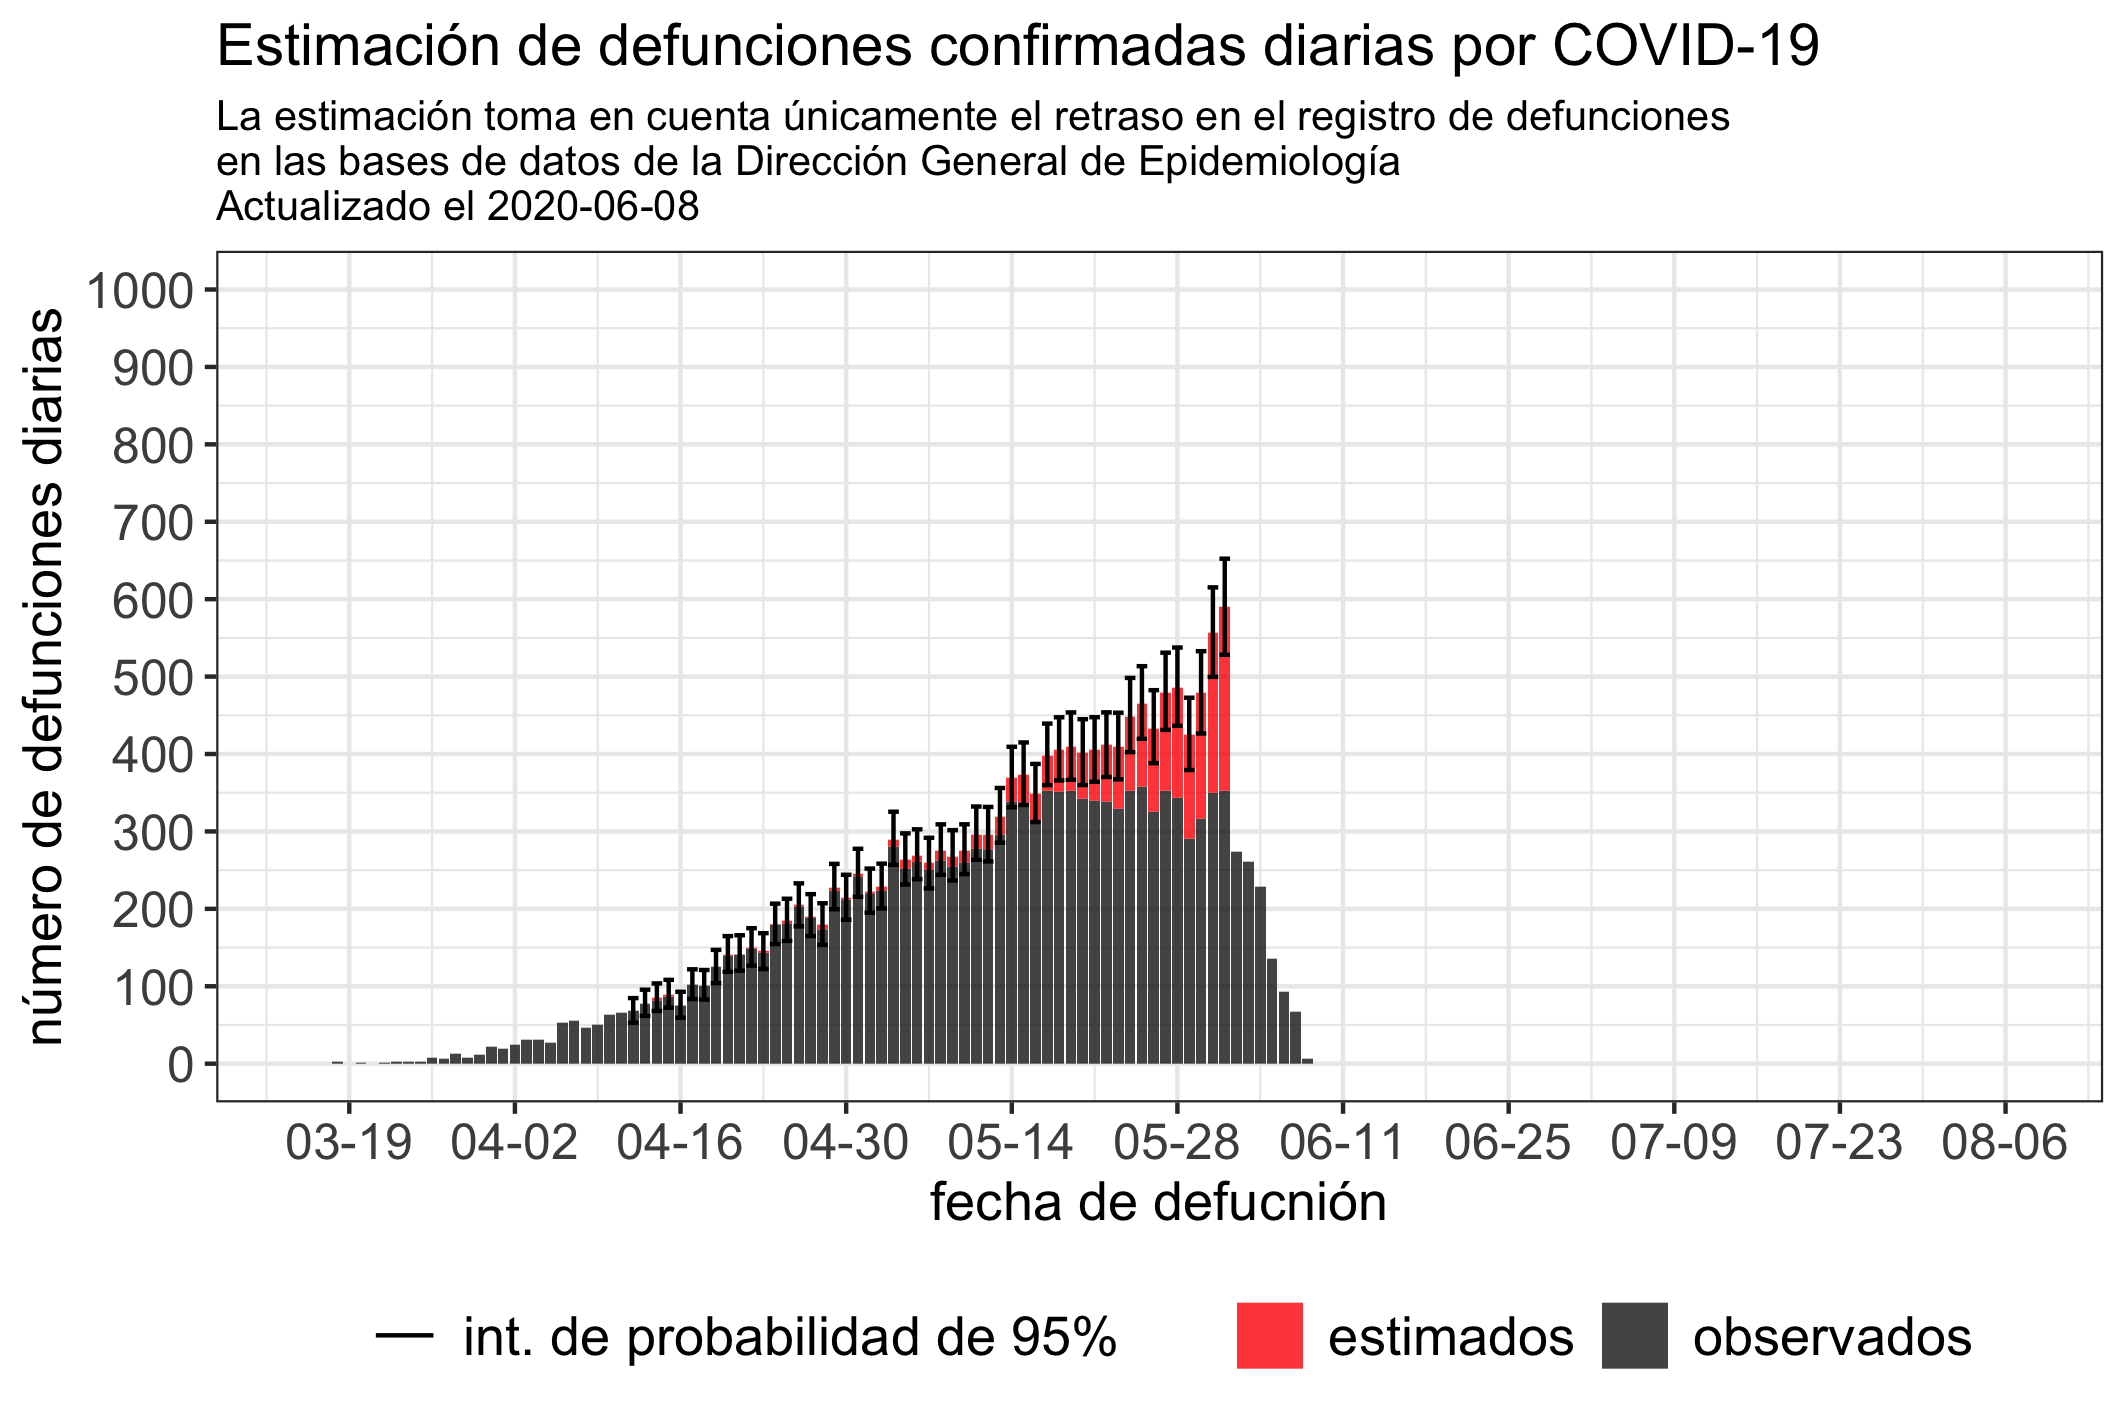 Estimación de defunciones confirmadas diarias por COVID-19
La estimación toma en cuenta únicamente el retraso en el registro de defunciones
en las bases de datos de la Dirección General de Epidemiología
Actualizado el 2020-06-08
número de defunciones diarias
1000
900
800
700
600
500
400
300
200
100
0
03-19 04-02 04-16 04-30 05-14 05-28 06-11 06-25 07-09 07-23 08-06
fecha de defucnión
int. de probabilidad de 95% estimados observados